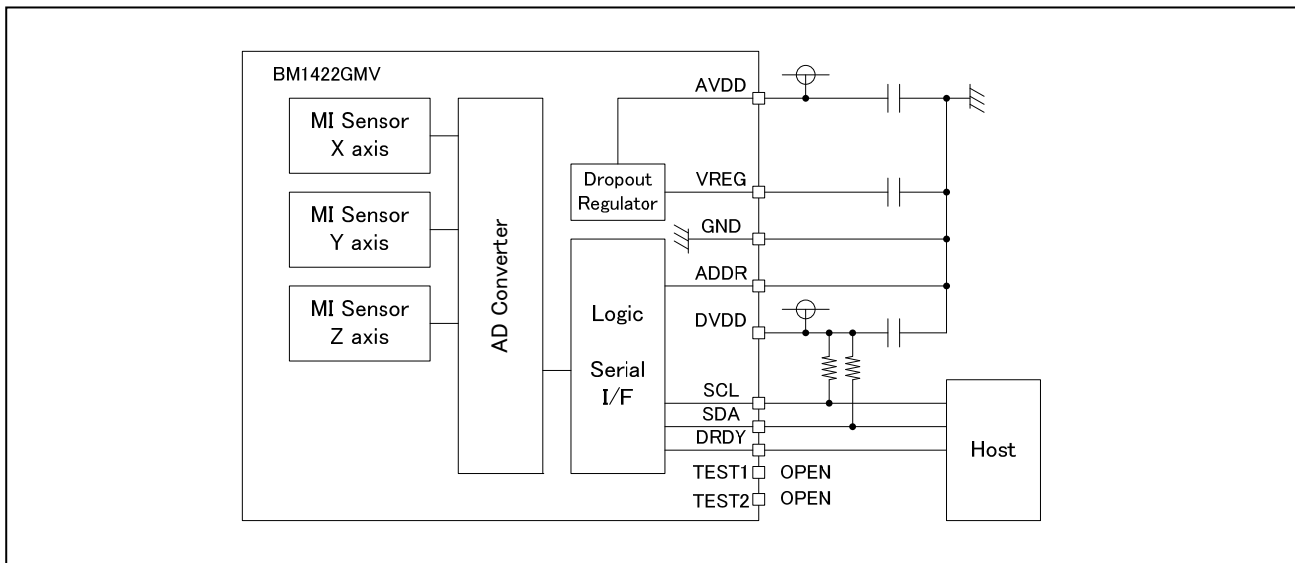 BM1422GMV
MI Sensor
X axis
MI Sensor
Y axis
MI Sensor
Z axis
AD Converter
Dropout
Regulator
Logic
Serial
I/F
AVDD
VREG
GND
ADDR
DVDD
SCL
SDA
DRDY
TEST1 OPEN
TEST2 OPEN
Host